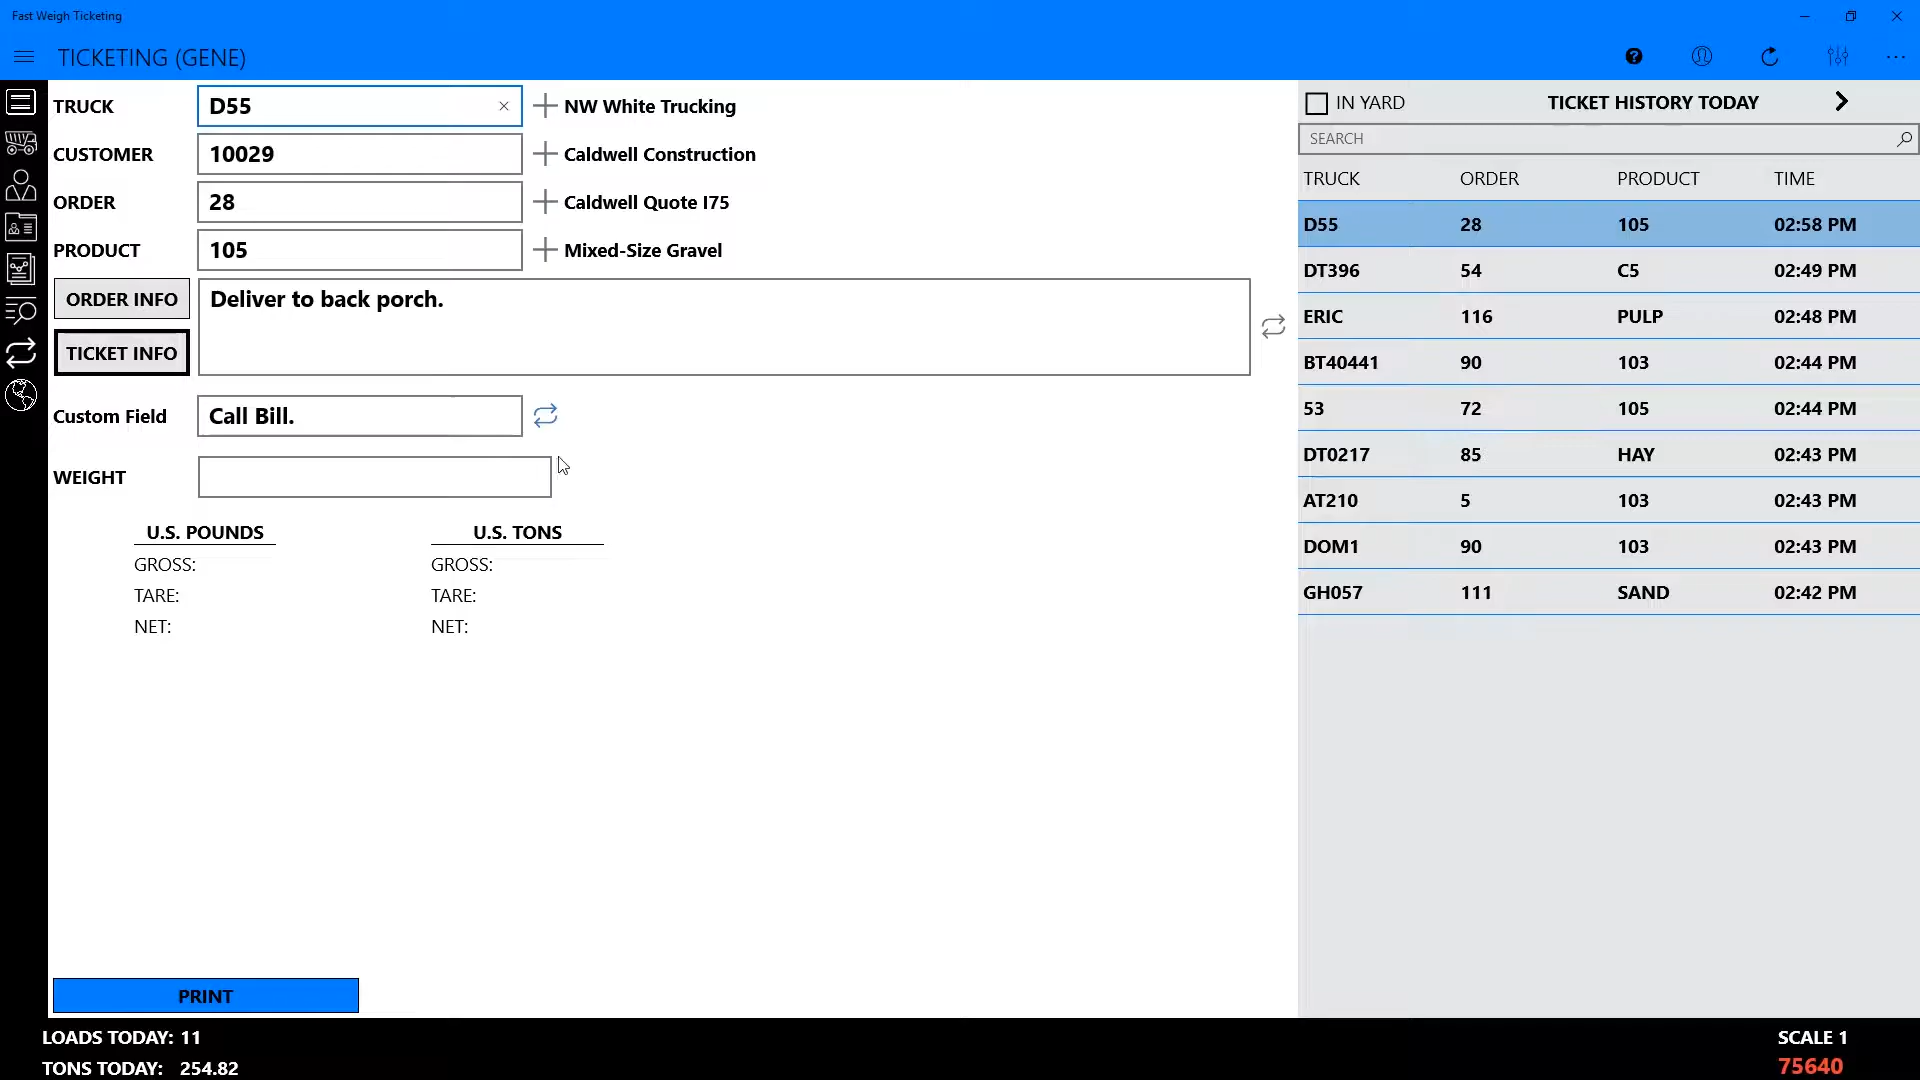 Fast Weigh Ticketing
TICKETING (GENE)
TRUCK D55 NW White Trucking
CUSTOMER 10029 Caldwell Construction
ORDER 28 Caldwell Quote I75
PRODUCT 105 Mixed-Size Gravel
ORDER INFO
Deliver to back porch.
TICKET INFO
Custom Field Call Bill.
WEIGHT
U.S. POUNDS U.S. TONS
GROSS: GROSS:
TARE: TARE:
NET: NET:
PRINT
IN YARD TICKET HISTORY TODAY
SEARCH
TRUCK ORDER PRODUCT TIME
D55 28 105 02:58 PM
DT396 54 C5 02:49 PM
ERIC 116 PULP 02:48 PM
BT40441 90 103 02:44 PM
53 72 105 02:44 PM
DT0217 85 HAY 02:43 PM
AT210 5 103 02:43 PM
DOM1 90 103 02:43 PM
GH057 111 SAND 02:42 PM
LOADS TODAY: 11
TONS TODAY: 254.82
SCALE 1
75640